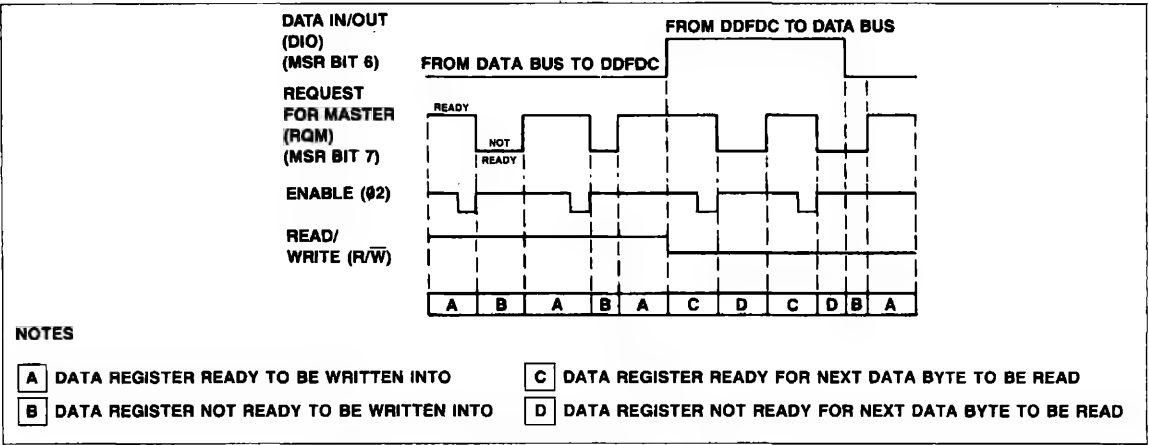 DATA IN/OUT
(DIO)
(MSR BIT 6)
FROM DATA BUS TO DDFDC
FROM DDFDC TO DATA BUS
REQUEST
FOR MASTER
(RQM)
(MSR BIT 7)
READY
NOT
READY
ENABLE (Ø2)
READ/
WRITE (R/W̅)
A B A B A C D C D B A
NOTES
A DATA REGISTER READY TO BE WRITTEN INTO
B DATA REGISTER NOT READY TO BE WRITTEN INTO
C DATA REGISTER READY FOR NEXT DATA BYTE TO BE READ
D DATA REGISTER NOT READY FOR NEXT DATA BYTE TO BE READ